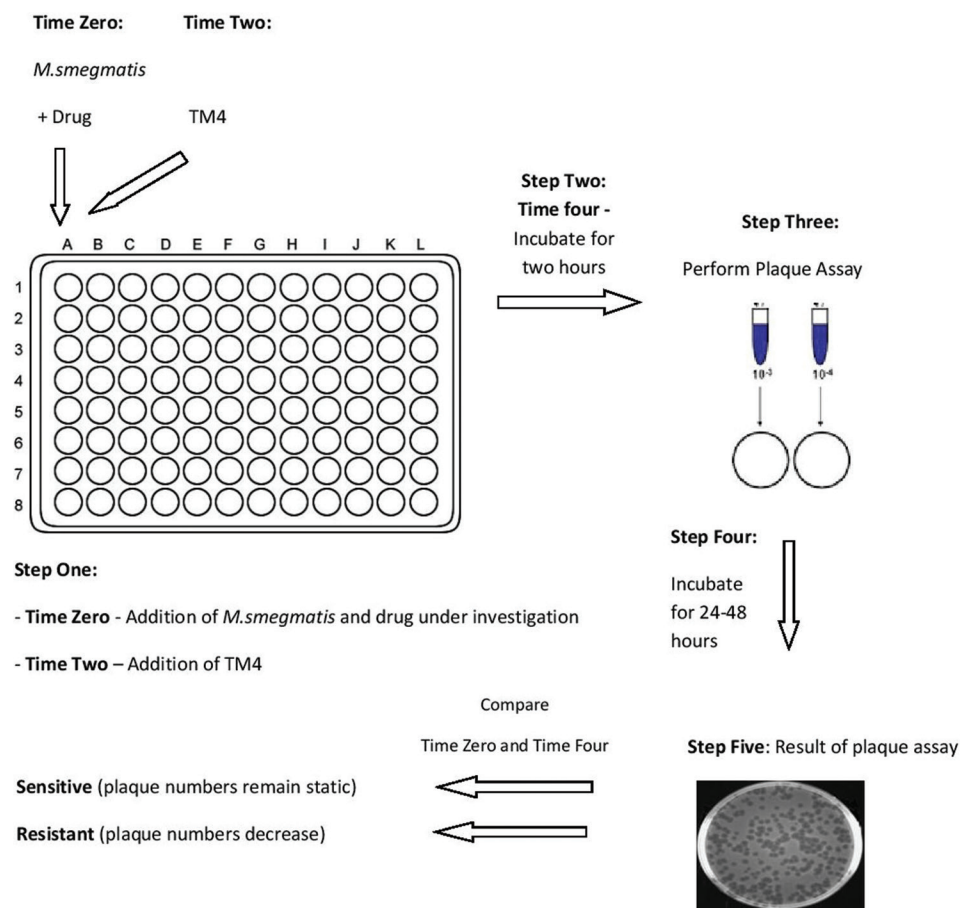 Time Zero: Time Two:
M.smegmatis
+ Drug TM4
Step Two:
Time four -
Incubate for
two hours
Step Three:
Perform Plaque Assay
A B C D E F G H I J K L
1
2
3
4
5
6
7
8
10-3 10-4
Step One:
- Time Zero - Addition of M.smegmatis and drug under investigation
- Time Two – Addition of TM4
Step Four:
Incubate
for 24-48
hours
Compare
Time Zero and Time Four
Step Five: Result of plaque assay
Sensitive (plaque numbers remain static)
Resistant (plaque numbers decrease)